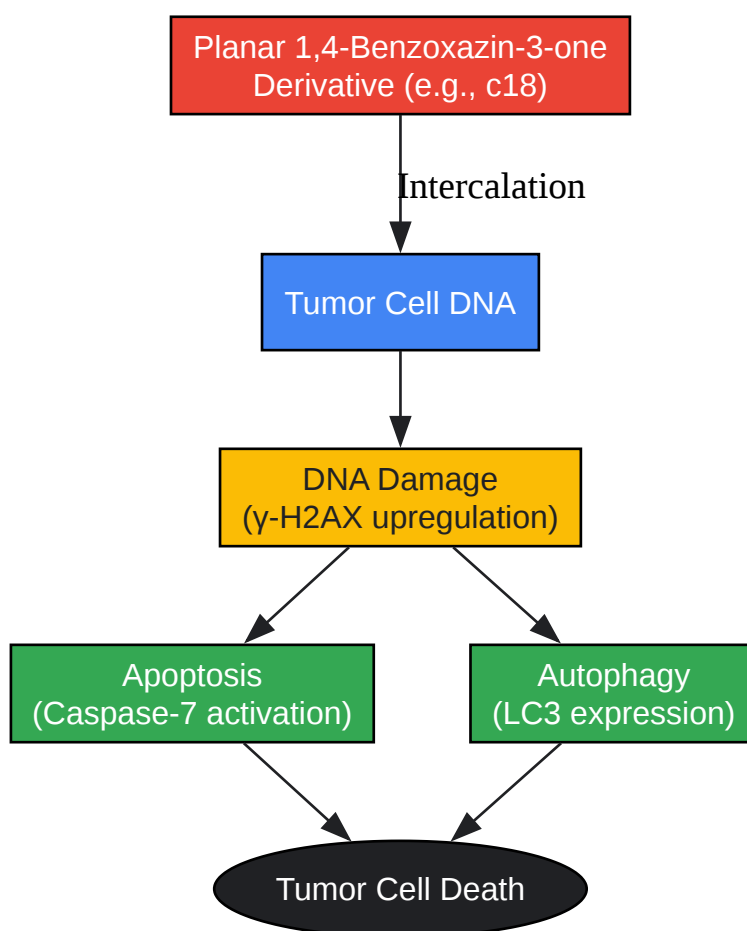 Planar 1,4-Benzoxazin-3-one
Derivative (e.g., c18)
Intercalation
Tumor Cell DNA
DNA Damage
(γ-H2AX upregulation)
Apoptosis
(Caspase-7 activation)
Autophagy
(LC3 expression)
Tumor Cell Death